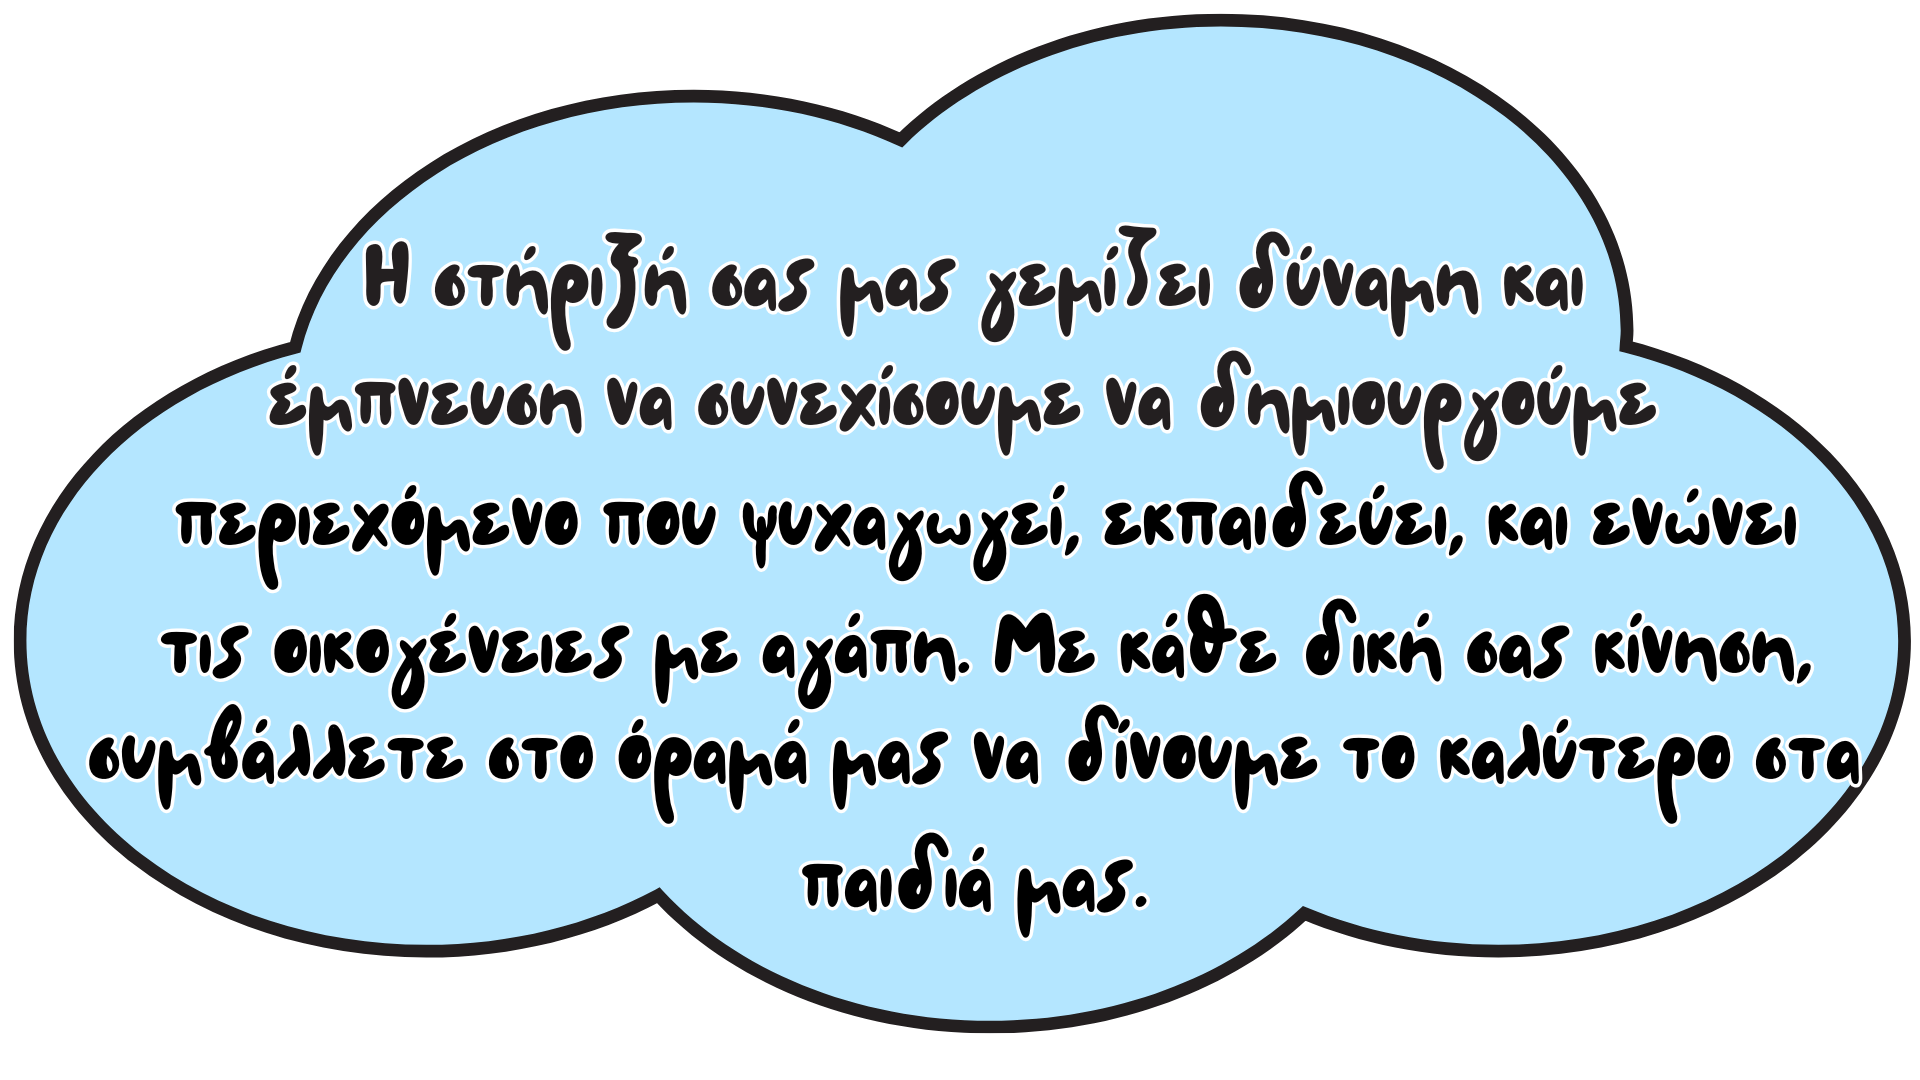 Η στήριξή σας μας γεμίζει δύναμη και
έμπνευση να συνεχίσουμε να δημιουργούμε
περιεχόμενο που ψυχαγωγεί, εκπαιδεύει, και ενώνει
τις οικογένειες με αγάπη. Με κάθε δική σας κίνηση,
συμβάλλετε στο όραμά μας να δίνουμε το καλύτερο στα
παιδιά μας.